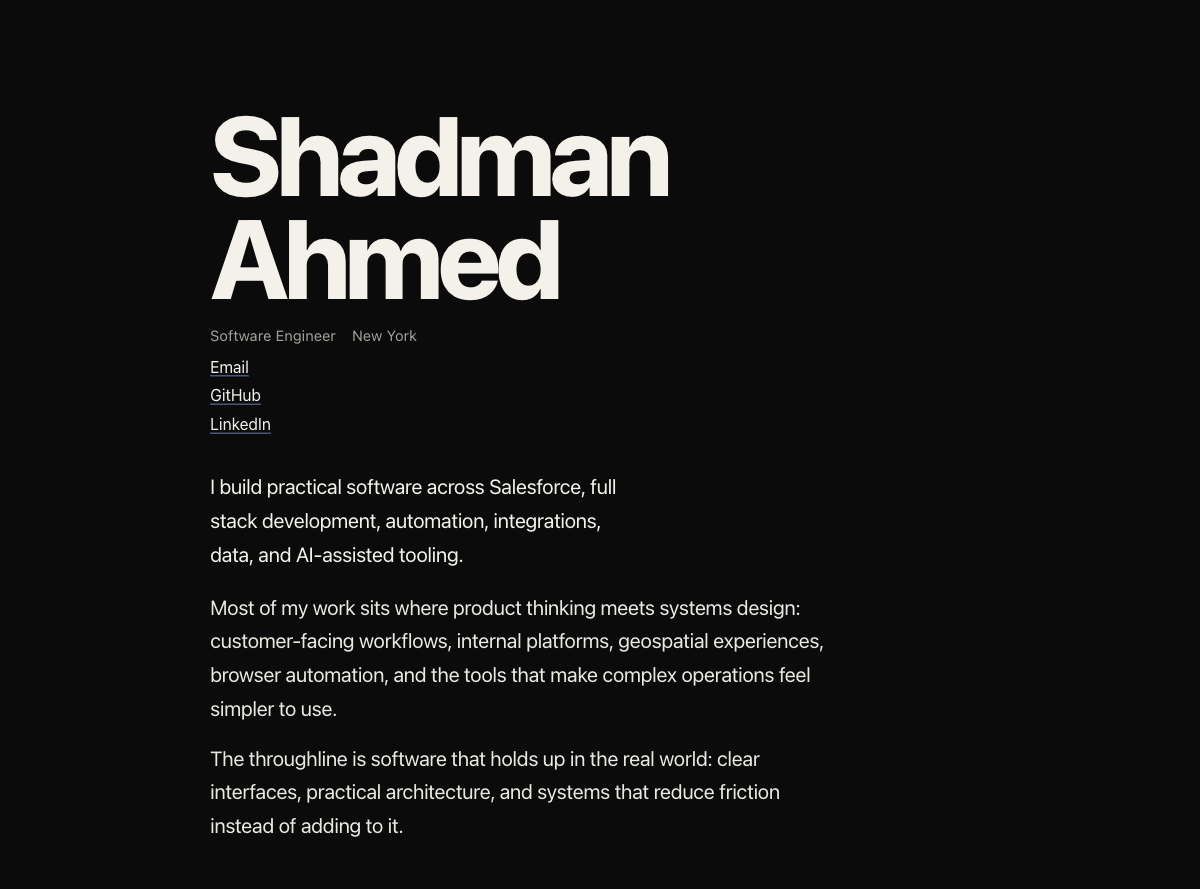 Shadman
Ahmed
Software Engineer New York
Email
GitHub
LinkedIn
I build practical software across Salesforce, full
stack development, automation, integrations,
data, and AI-assisted tooling.
Most of my work sits where product thinking meets systems design:
customer-facing workflows, internal platforms, geospatial experiences,
browser automation, and the tools that make complex operations feel
simpler to use.
The throughline is software that holds up in the real world: clear
interfaces, practical architecture, and systems that reduce friction
instead of adding to it.